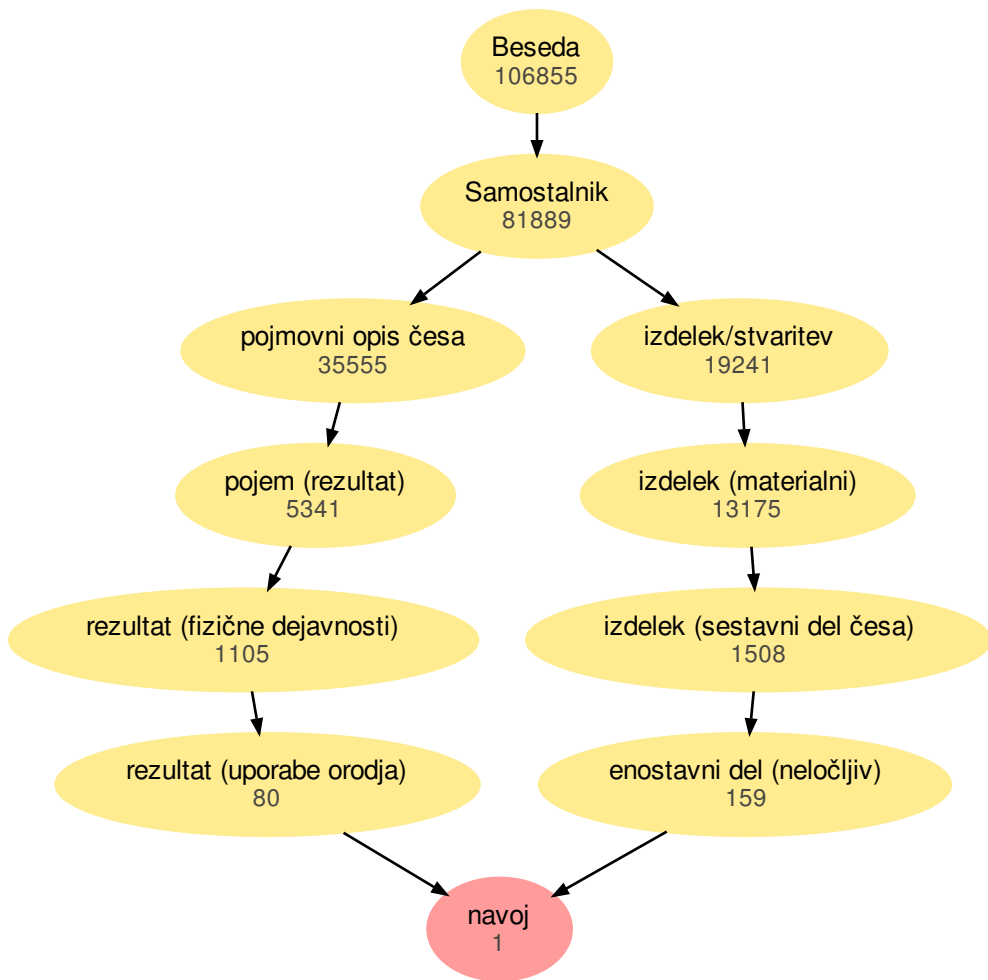 Beseda
106855
Samostalnik
81889
pojmovni opis česa
35555
izdelek/stvaritev
19241
pojem (rezultat)
5341
izdelek (materialni)
13175
rezultat (fizične dejavnosti)
1105
izdelek (sestavni del česa)
1508
rezultat (uporabe orodja)
80
enostavni del (neločljiv)
159
navoj
1